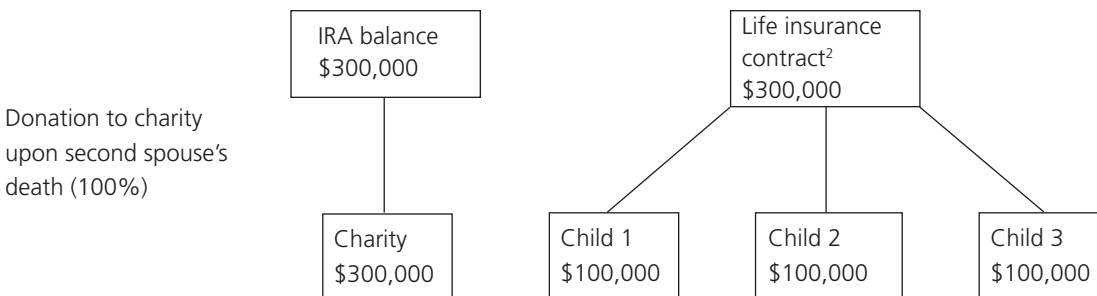 IRA balance
$300,000
Life insurance
contract²
$300,000
Donation to charity
upon second spouse's
death (100%)
Charity
$300,000
Child 1
$100,000
Child 2
$100,000
Child 3
$100,000